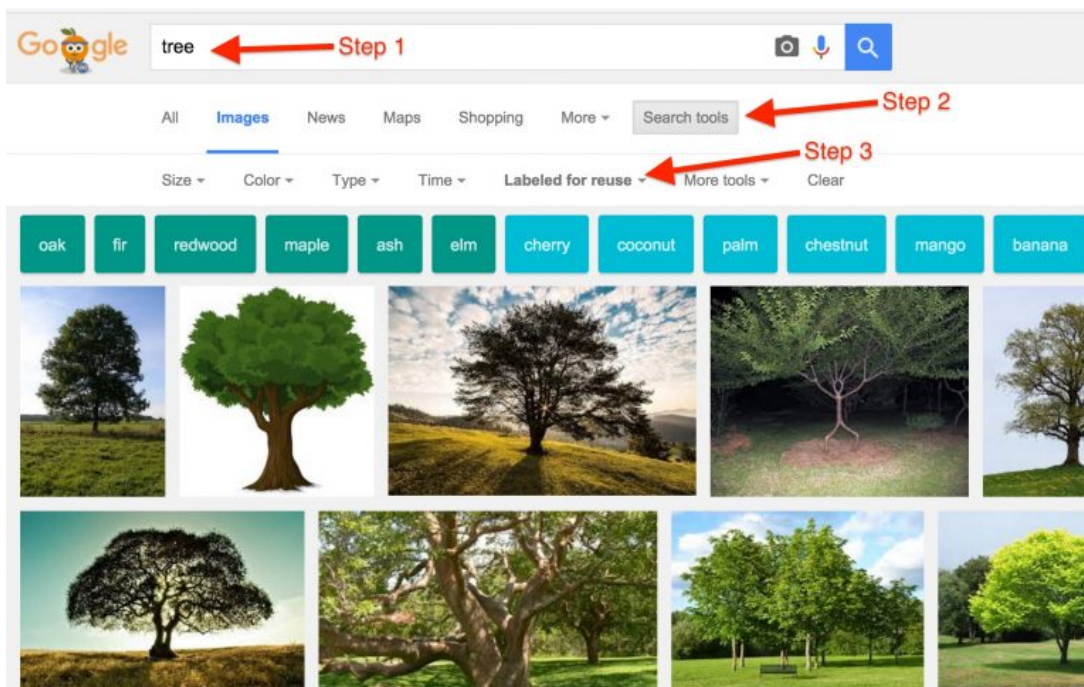 Google
tree
Step 1
All Images News Maps Shopping More Search tools
Step 2
Step 3
Size Color Type Time Labeled for reuse More tools Clear
oak fir redwood maple ash elm cherry coconut palm chestnut mango banana